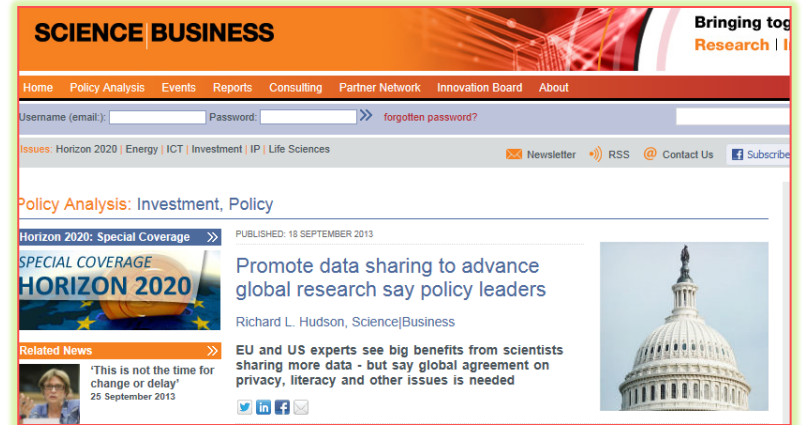 SCIENCE|BUSINESS
Bringing tog
Research |
Home Policy Analysis Events Reports Consulting Partner Network Innovation Board About
Username (email:): Password: forgotten password?
Issues: Horizon 2020 | Energy | ICT | Investment | IP | Life Sciences
Newsletter RSS Contact Us Subscribe
Policy Analysis: Investment, Policy
Horizon 2020: Special Coverage
SPECIAL COVERAGE
HORIZON 2020
Related News
'This is not the time for
change or delay'
25 September 2013
PUBLISHED: 18 SEPTEMBER 2013
Promote data sharing to advance
global research say policy leaders
Richard L. Hudson, Science|Business
EU and US experts see big benefits from scientists
sharing more data - but say global agreement on
privacy, literacy and other issues is needed